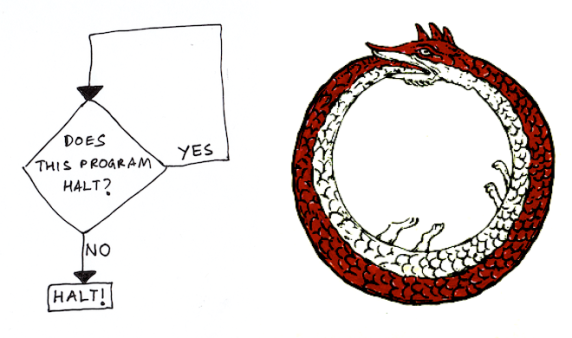 DOES
THIS PROGRAM
HALT?
YES
NO
HALT!